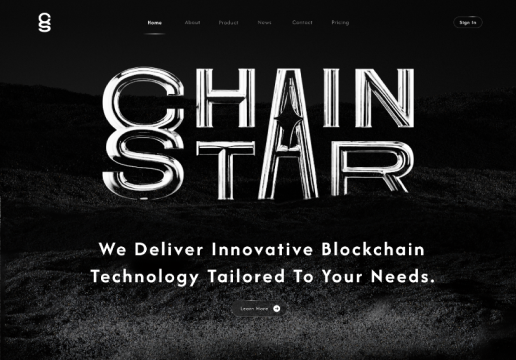 CS
Home About Product News Contact Pricing Sign In
CHAIN
STAR
We Deliver Innovative Blockchain
Technology Tailored To Your Needs.
Learn More